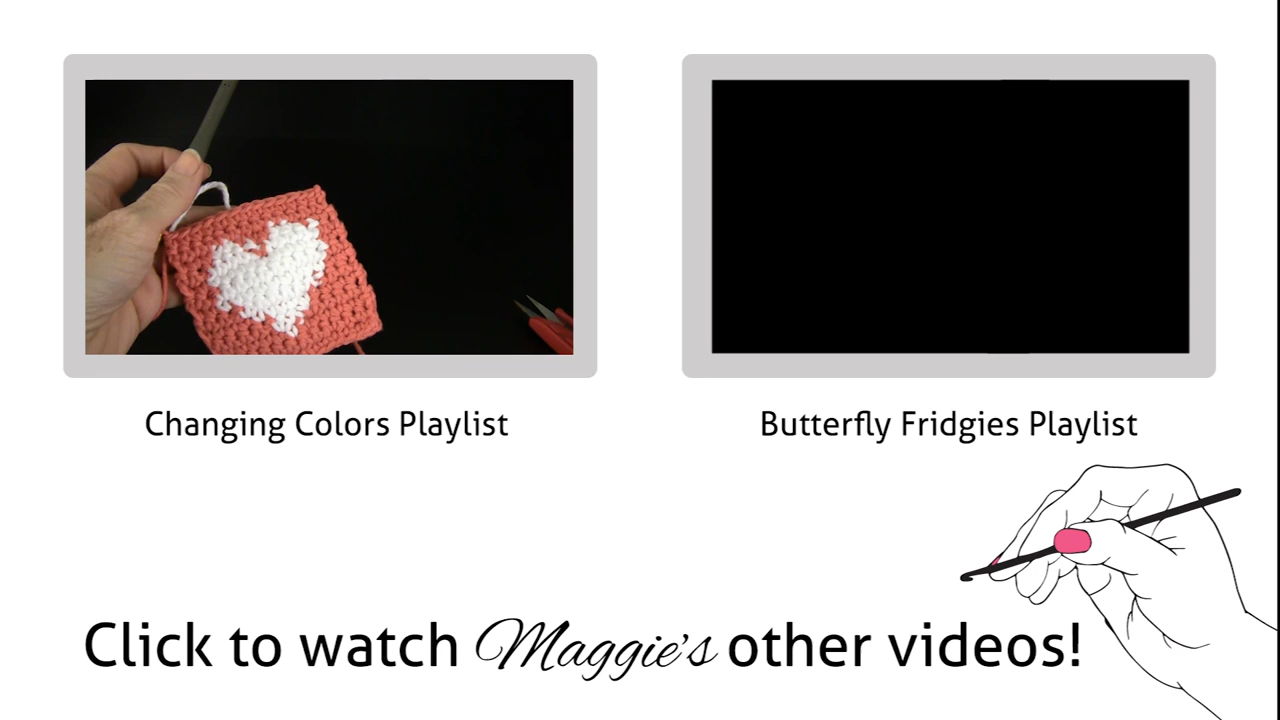 Changing Colors Playlist
Butterfly Fridgies Playlist
Click to watch Maggie's other videos!